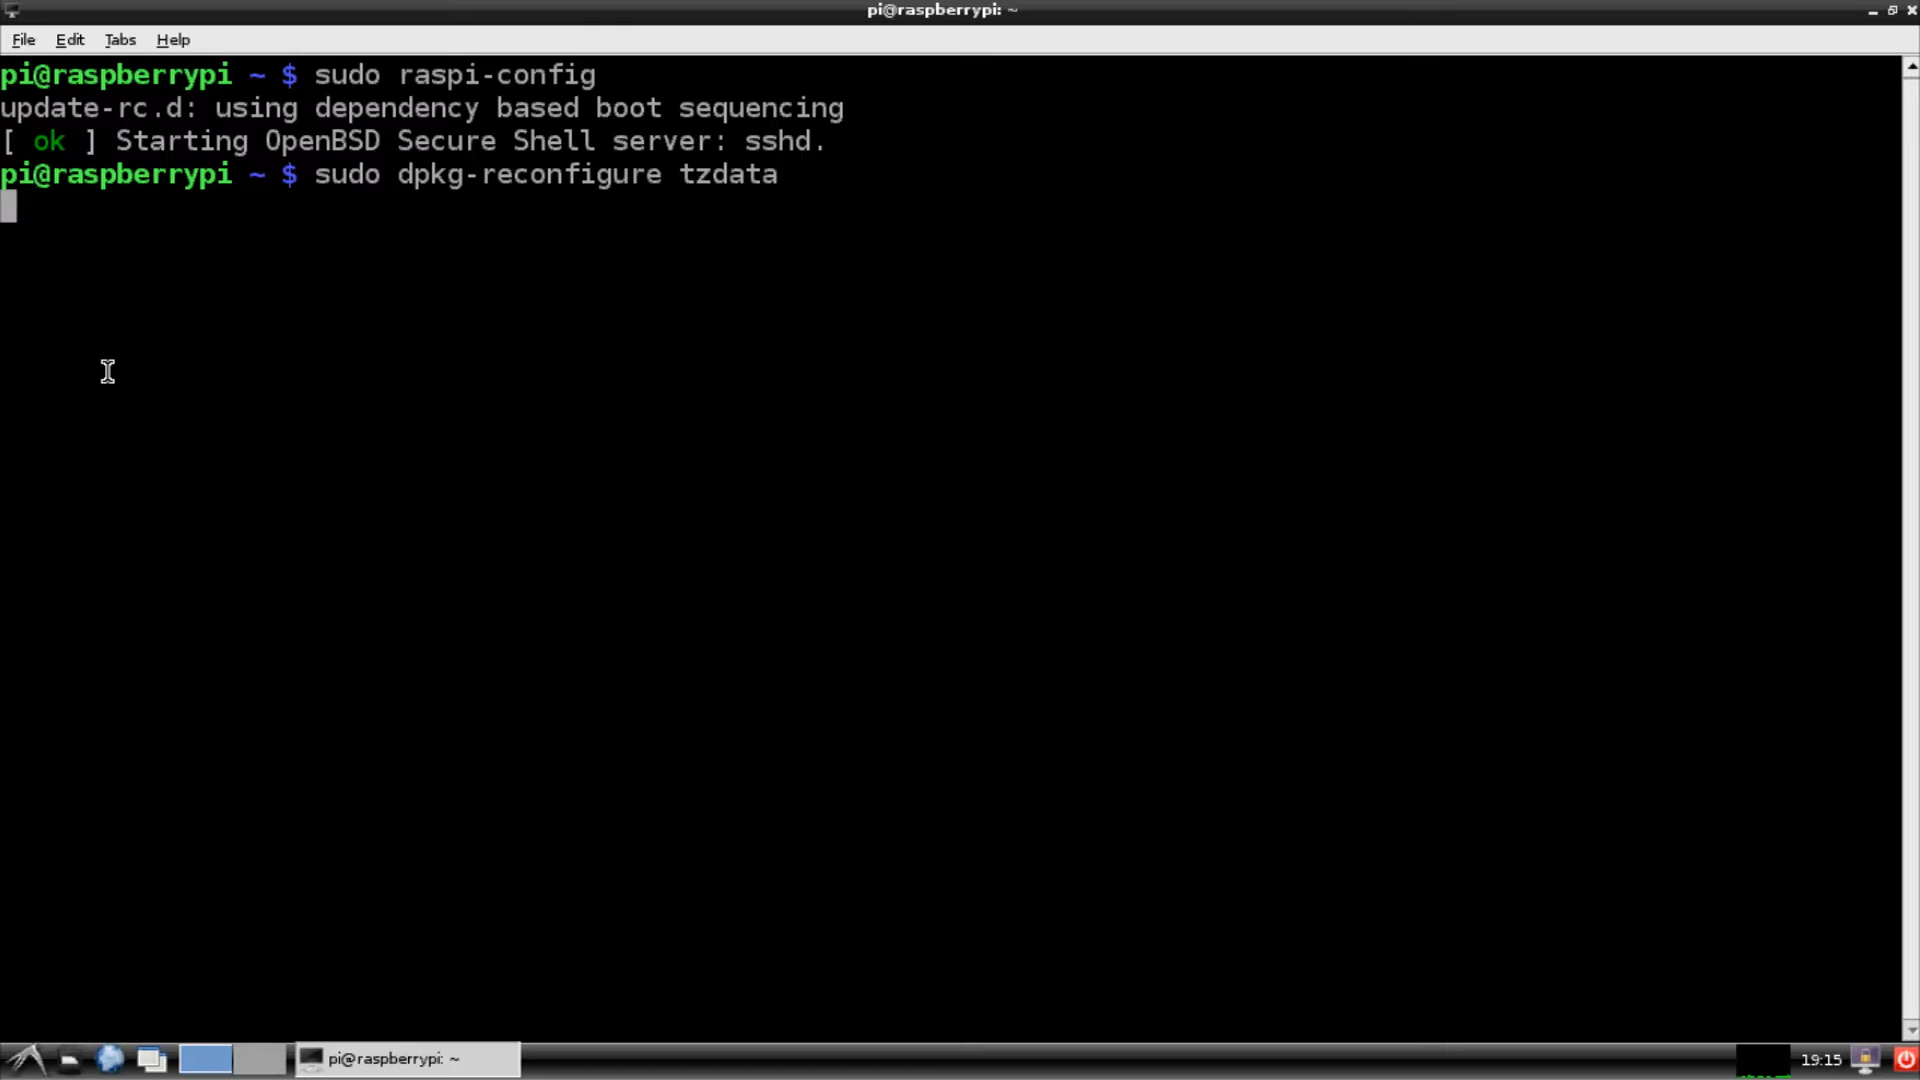 pi@raspberrypi: ~
File Edit Tabs Help
pi@raspberrypi ~ $ sudo raspi-config
update-rc.d: using dependency based boot sequencing
[ ok ] Starting OpenBSD Secure Shell server: sshd.
pi@raspberrypi ~ $ sudo dpkg-reconfigure tzdata
pi@raspberrypi: ~
19:15